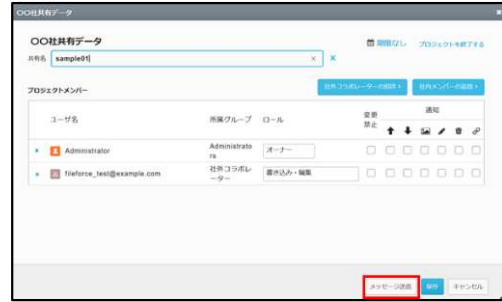 〇〇社共有データ
〇〇社共有データ
期限なし プロジェクトを終了する
共有名 sample01 × ×
プロジェクトメンバー 社外コラボレーターの招待 社内メンバーの追加
ユーザ名 所属グループ ロール 変更禁止 通知
Administrator Administrators オーナー
fileforce_test@example.com 社外コラボレーター 書き込み・編集
メッセージ送信 保存 キャンセル